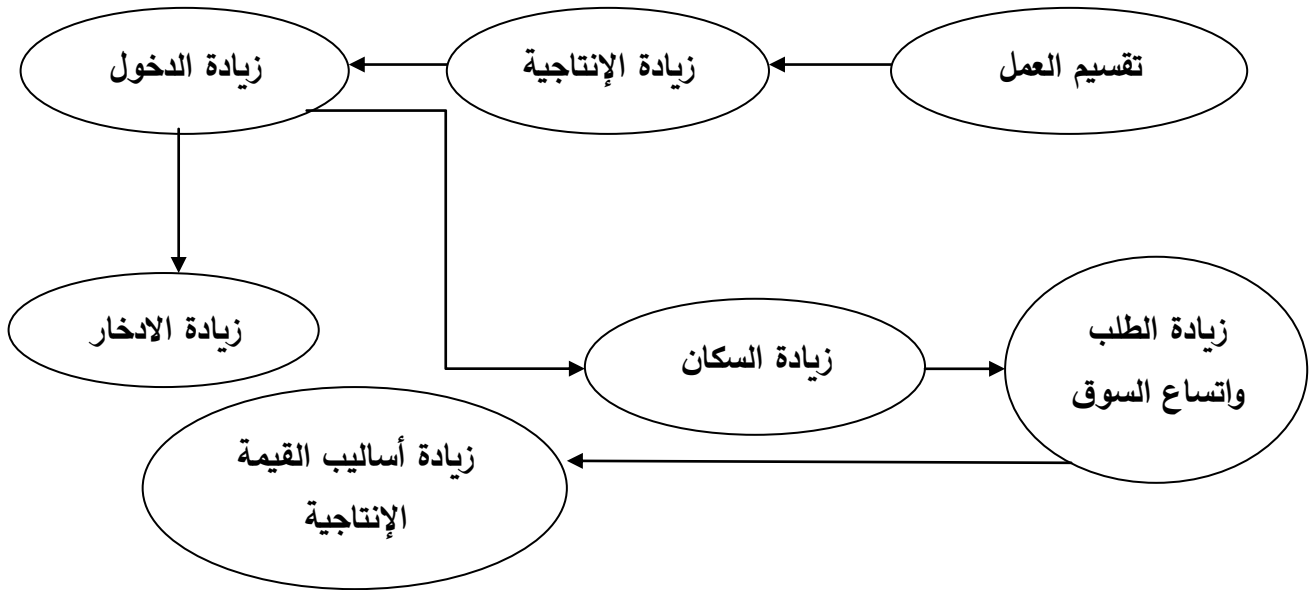 تقسيم العمل
زيادة الإنتاجية
زيادة الدخول
زيادة الادخار
زيادة السكان
زيادة الطلب
واتساع السوق
زيادة أساليب القيمة
الإنتاجية